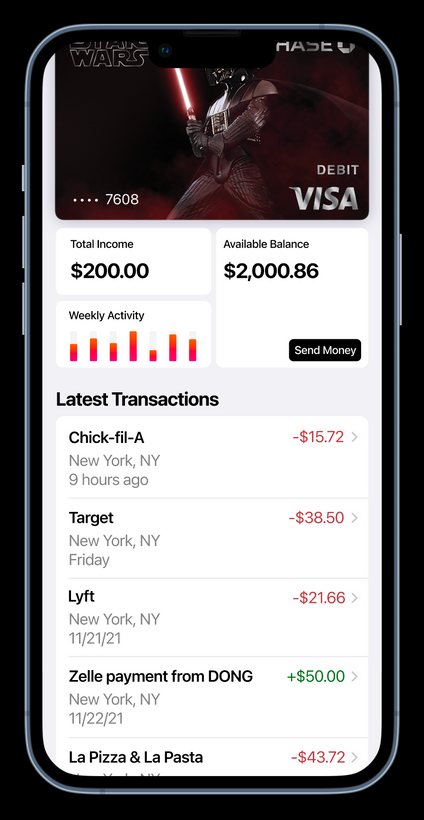 STAR
WARS
HASE
•••• 7608
DEBIT
VISA
Total Income
$200.00
Available Balance
$2,000.86
Weekly Activity
Send Money
Latest Transactions
Chick-fil-A
-$15.72
New York, NY
9 hours ago
Target
-$38.50
New York, NY
Friday
Lyft
-$21.66
New York, NY
11/21/21
Zelle payment from DONG
+$50.00
New York, NY
11/22/21
La Pizza & La Pasta
-$43.72
New York, NY